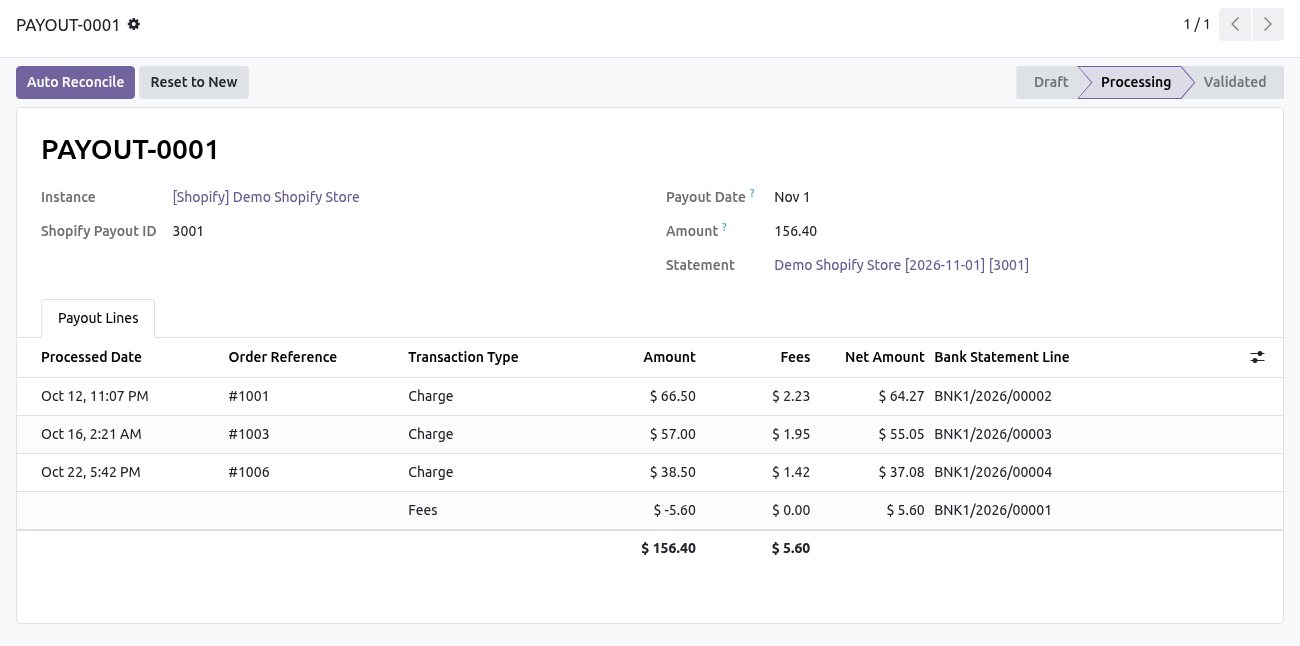 PAYOUT-0001
1 / 1
Auto Reconcile Reset to New Draft Processing Validated
PAYOUT-0001
Instance [Shopify] Demo Shopify Store Payout Date ? Nov 1
Shopify Payout ID 3001 Amount ? 156.40
Statement Demo Shopify Store [2026-11-01] [3001]
Payout Lines
Processed Date Order Reference Transaction Type Amount Fees Net Amount Bank Statement Line
Oct 12, 11:07 PM #1001 Charge $ 66.50 $ 2.23 $ 64.27 BNK1/2026/00002
Oct 16, 2:21 AM #1003 Charge $ 57.00 $ 1.95 $ 55.05 BNK1/2026/00003
Oct 22, 5:42 PM #1006 Charge $ 38.50 $ 1.42 $ 37.08 BNK1/2026/00004
Fees $ -5.60 $ 0.00 $ 5.60 BNK1/2026/00001
$ 156.40 $ 5.60